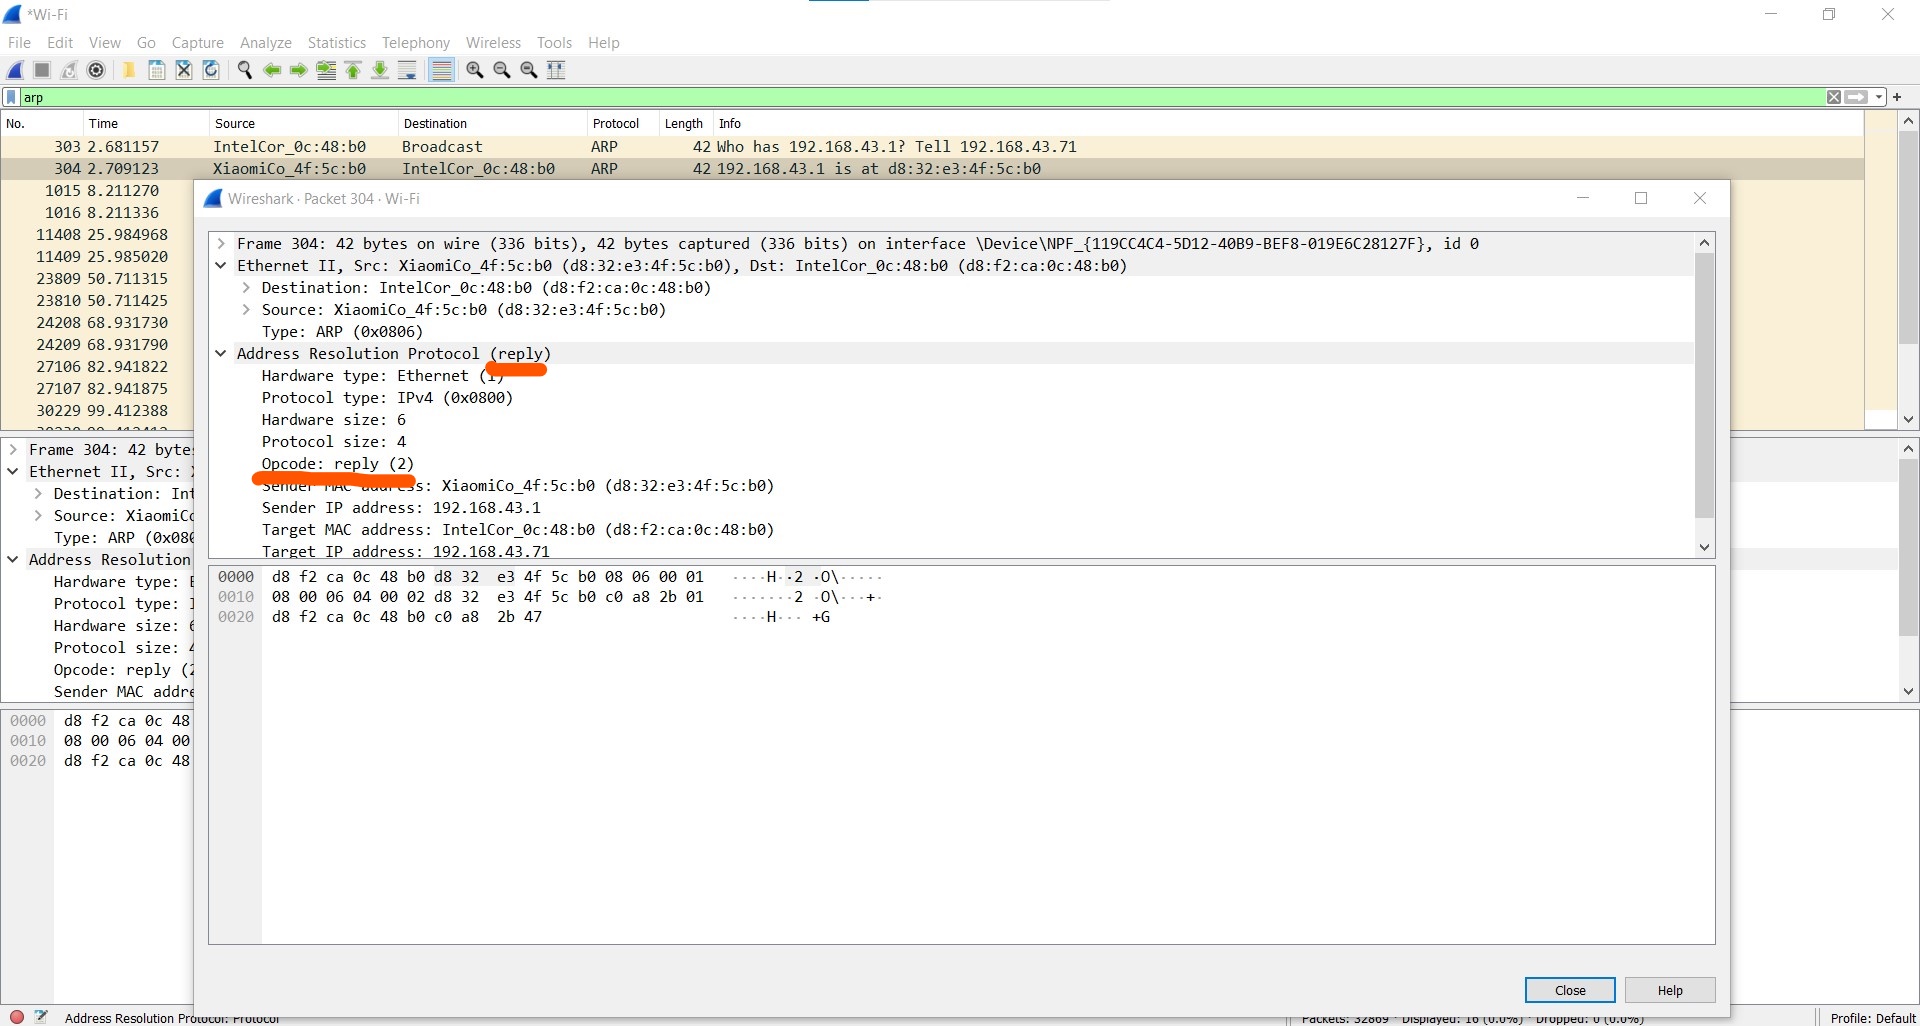 *Wi-Fi
File Edit View Go Capture Analyze Statistics Telephony Wireless Tools Help
arp
No. Time Source Destination Protocol Length Info
303 2.681157 IntelCor_0c:48:b0 Broadcast ARP 42 Who has 192.168.43.1? Tell 192.168.43.71
304 2.709123 XiaomiCo_4f:5c:b0 IntelCor_0c:48:b0 ARP 42 192.168.43.1 is at d8:32:e3:4f:5c:b0
1015 8.211270
1016 8.211336
11408 25.984968
11409 25.985020
23809 50.711315
23810 50.711425
24208 68.931730
24209 68.931790
27106 82.941822
27107 82.941875
30229 99.412388
Wireshark · Packet 304 · Wi-Fi
Frame 304: 42 bytes on wire (336 bits), 42 bytes captured (336 bits) on interface \Device\NPF_{119CC4C4-5D12-40B9-BEF8-019E6C28127F}, id 0
Ethernet II, Src: XiaomiCo_4f:5c:b0 (d8:32:e3:4f:5c:b0), Dst: IntelCor_0c:48:b0 (d8:f2:ca:0c:48:b0)
Destination: IntelCor_0c:48:b0 (d8:f2:ca:0c:48:b0)
Source: XiaomiCo_4f:5c:b0 (d8:32:e3:4f:5c:b0)
Type: ARP (0x0806)
Address Resolution Protocol (reply)
Hardware type: Ethernet (1)
Protocol type: IPv4 (0x0800)
Hardware size: 6
Protocol size: 4
Opcode: reply (2)
Sender MAC address: XiaomiCo_4f:5c:b0 (d8:32:e3:4f:5c:b0)
Sender IP address: 192.168.43.1
Target MAC address: IntelCor_0c:48:b0 (d8:f2:ca:0c:48:b0)
Target IP address: 192.168.43.71
0000 d8 f2 ca 0c 48 b0 d8 32 e3 4f 5c b0 08 06 00 01 ····H··2 ·O\·····
0010 08 00 06 04 00 02 d8 32 e3 4f 5c b0 c0 a8 2b 01 ·······2 ·O\···+·
0020 d8 f2 ca 0c 48 b0 c0 a8 2b 47 ····H··· +G
Close Help
Frame 304: 42 byte
Ethernet II, Src:
Destination: Int
Source: XiaomiCo
Type: ARP (0x080
Address Resolution
Hardware type: E
Protocol type: I
Hardware size: 6
Protocol size: 4
Opcode: reply (2
Sender MAC addre
0000 d8 f2 ca 0c 48
0010 08 00 06 04 00
0020 d8 f2 ca 0c 48
Address Resolution Protocol: Protocol
Packets: 32869 · Displayed: 16 (0.0%) · Dropped: 0 (0.0%)
Profile: Default